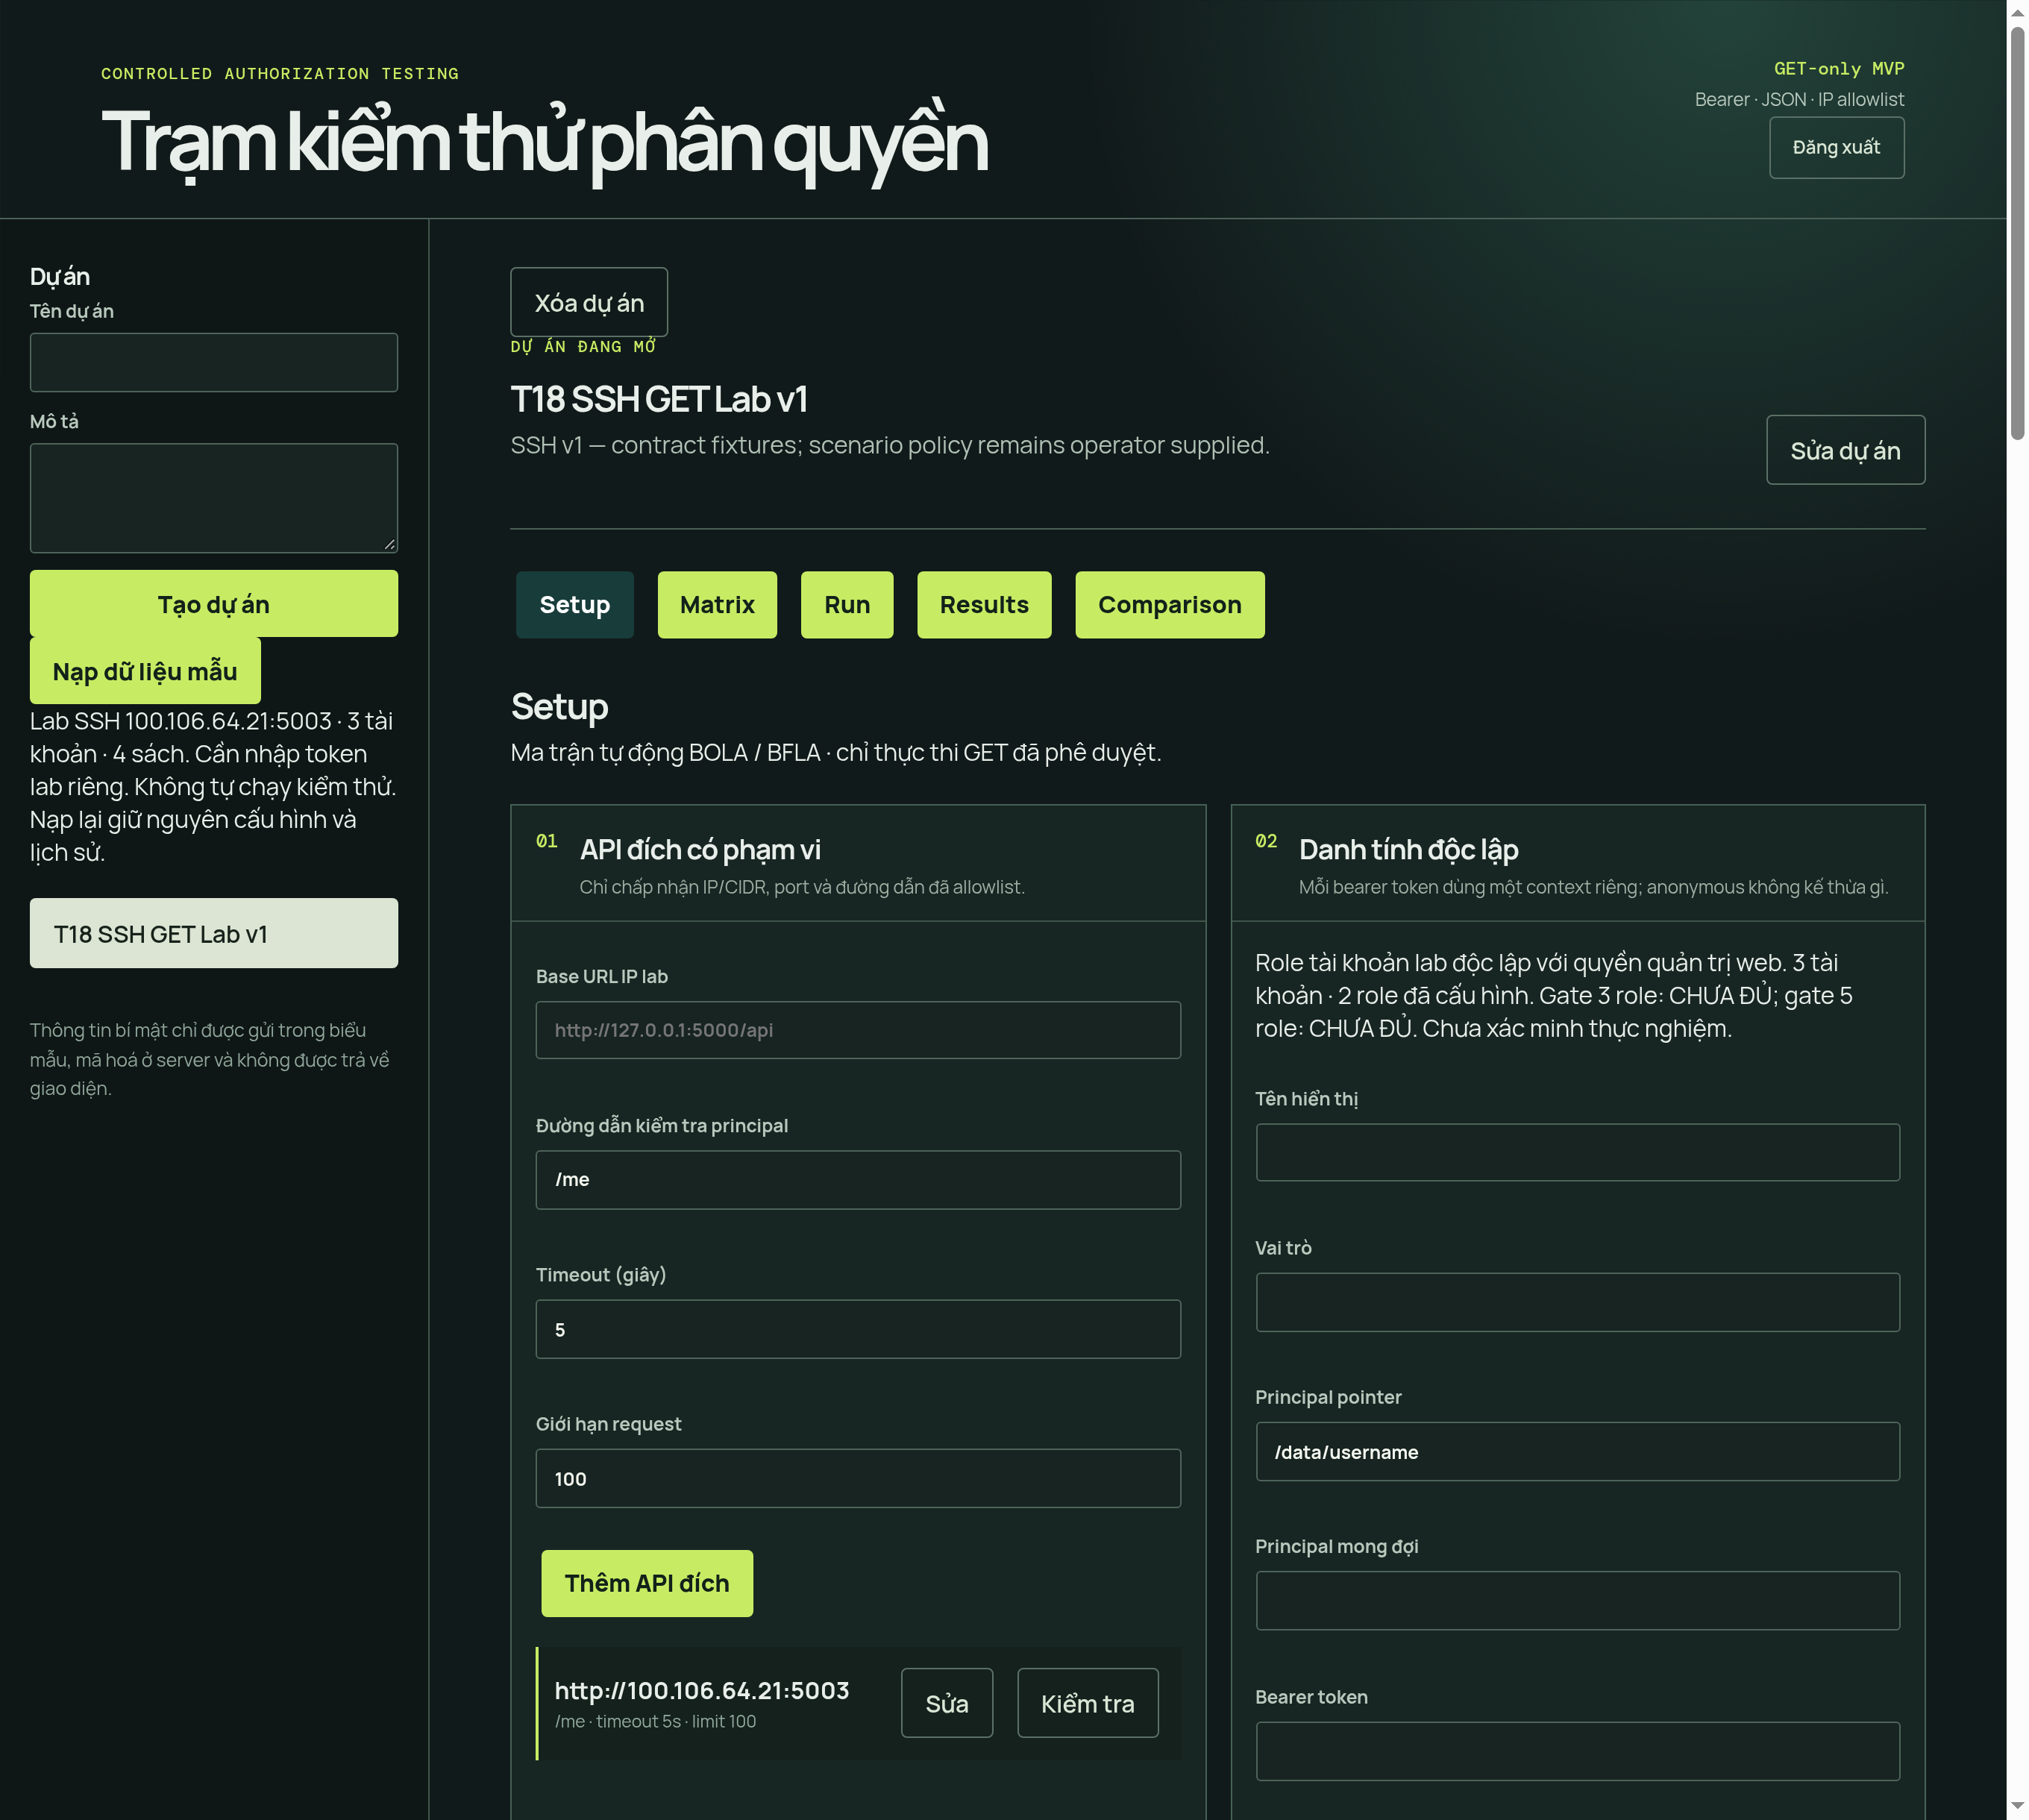 CONTROLLED AUTHORIZATION TESTING
Trạm kiểm thử phân quyền
GET-only MVP
Bearer · JSON · IP allowlist
Đăng xuất
Dự án
Tên dự án
Mô tả
Tạo dự án
Nạp dữ liệu mẫu
Lab SSH 100.106.64.21:5003 · 3 tài
khoản · 4 sách. Cần nhập token
lab riêng. Không tự chạy kiểm thử.
Nạp lại giữ nguyên cấu hình và
lịch sử.
T18 SSH GET Lab v1
Thông tin bí mật chỉ được gửi trong biểu
mẫu, mã hoá ở server và không được trả về
giao diện.
Xóa dự án
DỰ ÁN ĐANG MỞ
T18 SSH GET Lab v1
SSH v1 — contract fixtures; scenario policy remains operator supplied.
Sửa dự án
Setup
Matrix
Run
Results
Comparison
Setup
Ma trận tự động BOLA / BFLA · chỉ thực thi GET đã phê duyệt.
01
API đích có phạm vi
Chỉ chấp nhận IP/CIDR, port và đường dẫn đã allowlist.
Base URL IP lab
http://127.0.0.1:5000/api
Đường dẫn kiểm tra principal
/me
Timeout (giây)
5
Giới hạn request
100
Thêm API đích
http://100.106.64.21:5003
/me · timeout 5s · limit 100
Sửa
Kiểm tra
02
Danh tính độc lập
Mỗi bearer token dùng một context riêng; anonymous không kế thừa gì.
Role tài khoản lab độc lập với quyền quản trị web. 3 tài
khoản · 2 role đã cấu hình. Gate 3 role: CHƯA ĐỦ; gate 5
role: CHƯA ĐỦ. Chưa xác minh thực nghiệm.
Tên hiển thị
Vai trò
Principal pointer
/data/username
Principal mong đợi
Bearer token